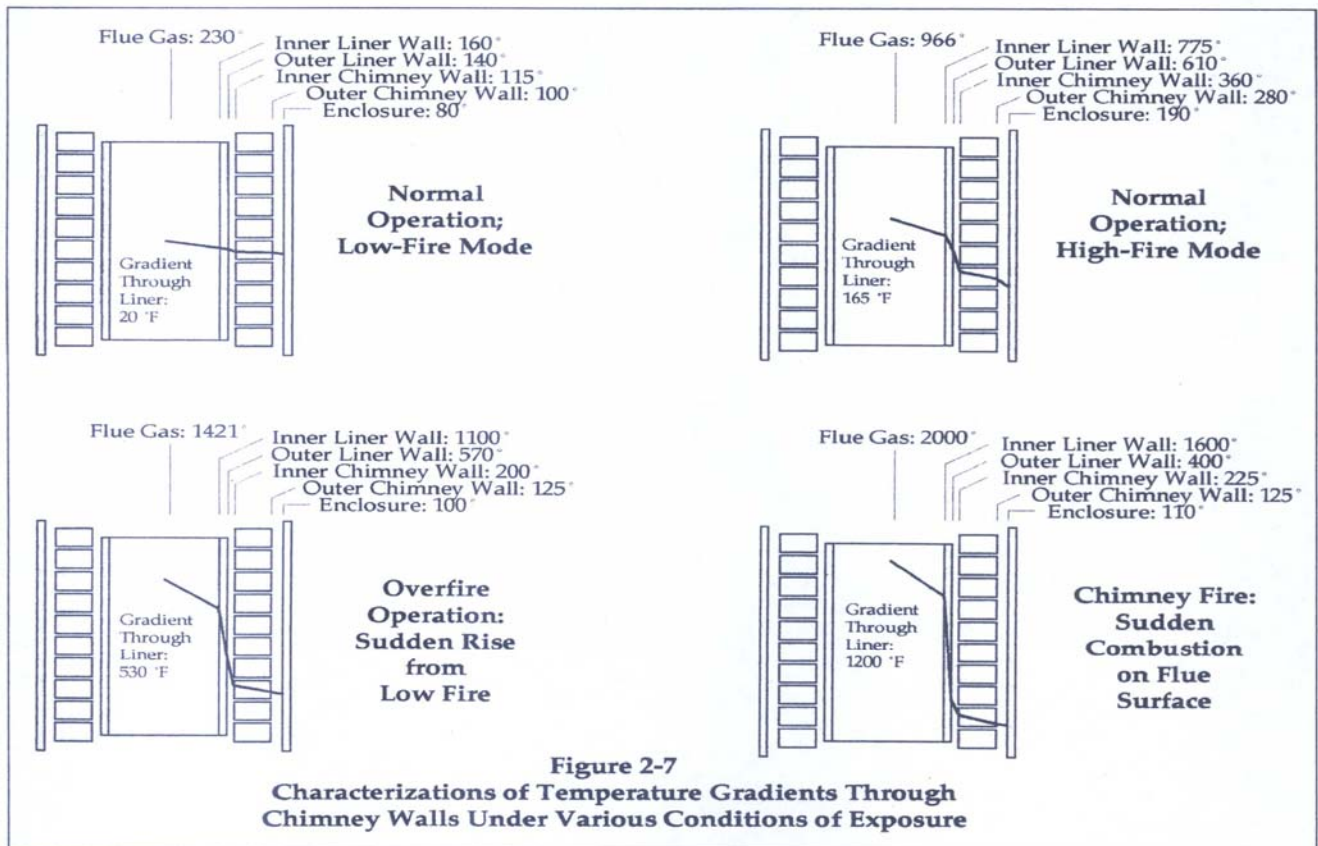 Flue Gas: 230°
Inner Liner Wall: 160°
Outer Liner Wall: 140°
Inner Chimney Wall: 115°
Outer Chimney Wall: 100°
Enclosure: 80°
Gradient
Through
Liner:
20 °F
Normal
Operation;
Low-Fire Mode
Flue Gas: 966°
Inner Liner Wall: 775°
Outer Liner Wall: 610°
Inner Chimney Wall: 360°
Outer Chimney Wall: 280°
Enclosure: 190°
Gradient
Through
Liner:
165 °F
Normal
Operation;
High-Fire Mode
Flue Gas: 1421°
Inner Liner Wall: 1100°
Outer Liner Wall: 570°
Inner Chimney Wall: 200°
Outer Chimney Wall: 125°
Enclosure: 100°
Gradient
Through
Liner:
530 °F
Overfire
Operation:
Sudden Rise
from
Low Fire
Flue Gas: 2000°
Inner Liner Wall: 1600°
Outer Liner Wall: 400°
Inner Chimney Wall: 225°
Outer Chimney Wall: 125°
Enclosure: 110°
Gradient
Through
Liner:
1200 °F
Chimney Fire:
Sudden
Combustion
on Flue
Surface
Figure 2-7
Characterizations of Temperature Gradients Through
Chimney Walls Under Various Conditions of Exposure